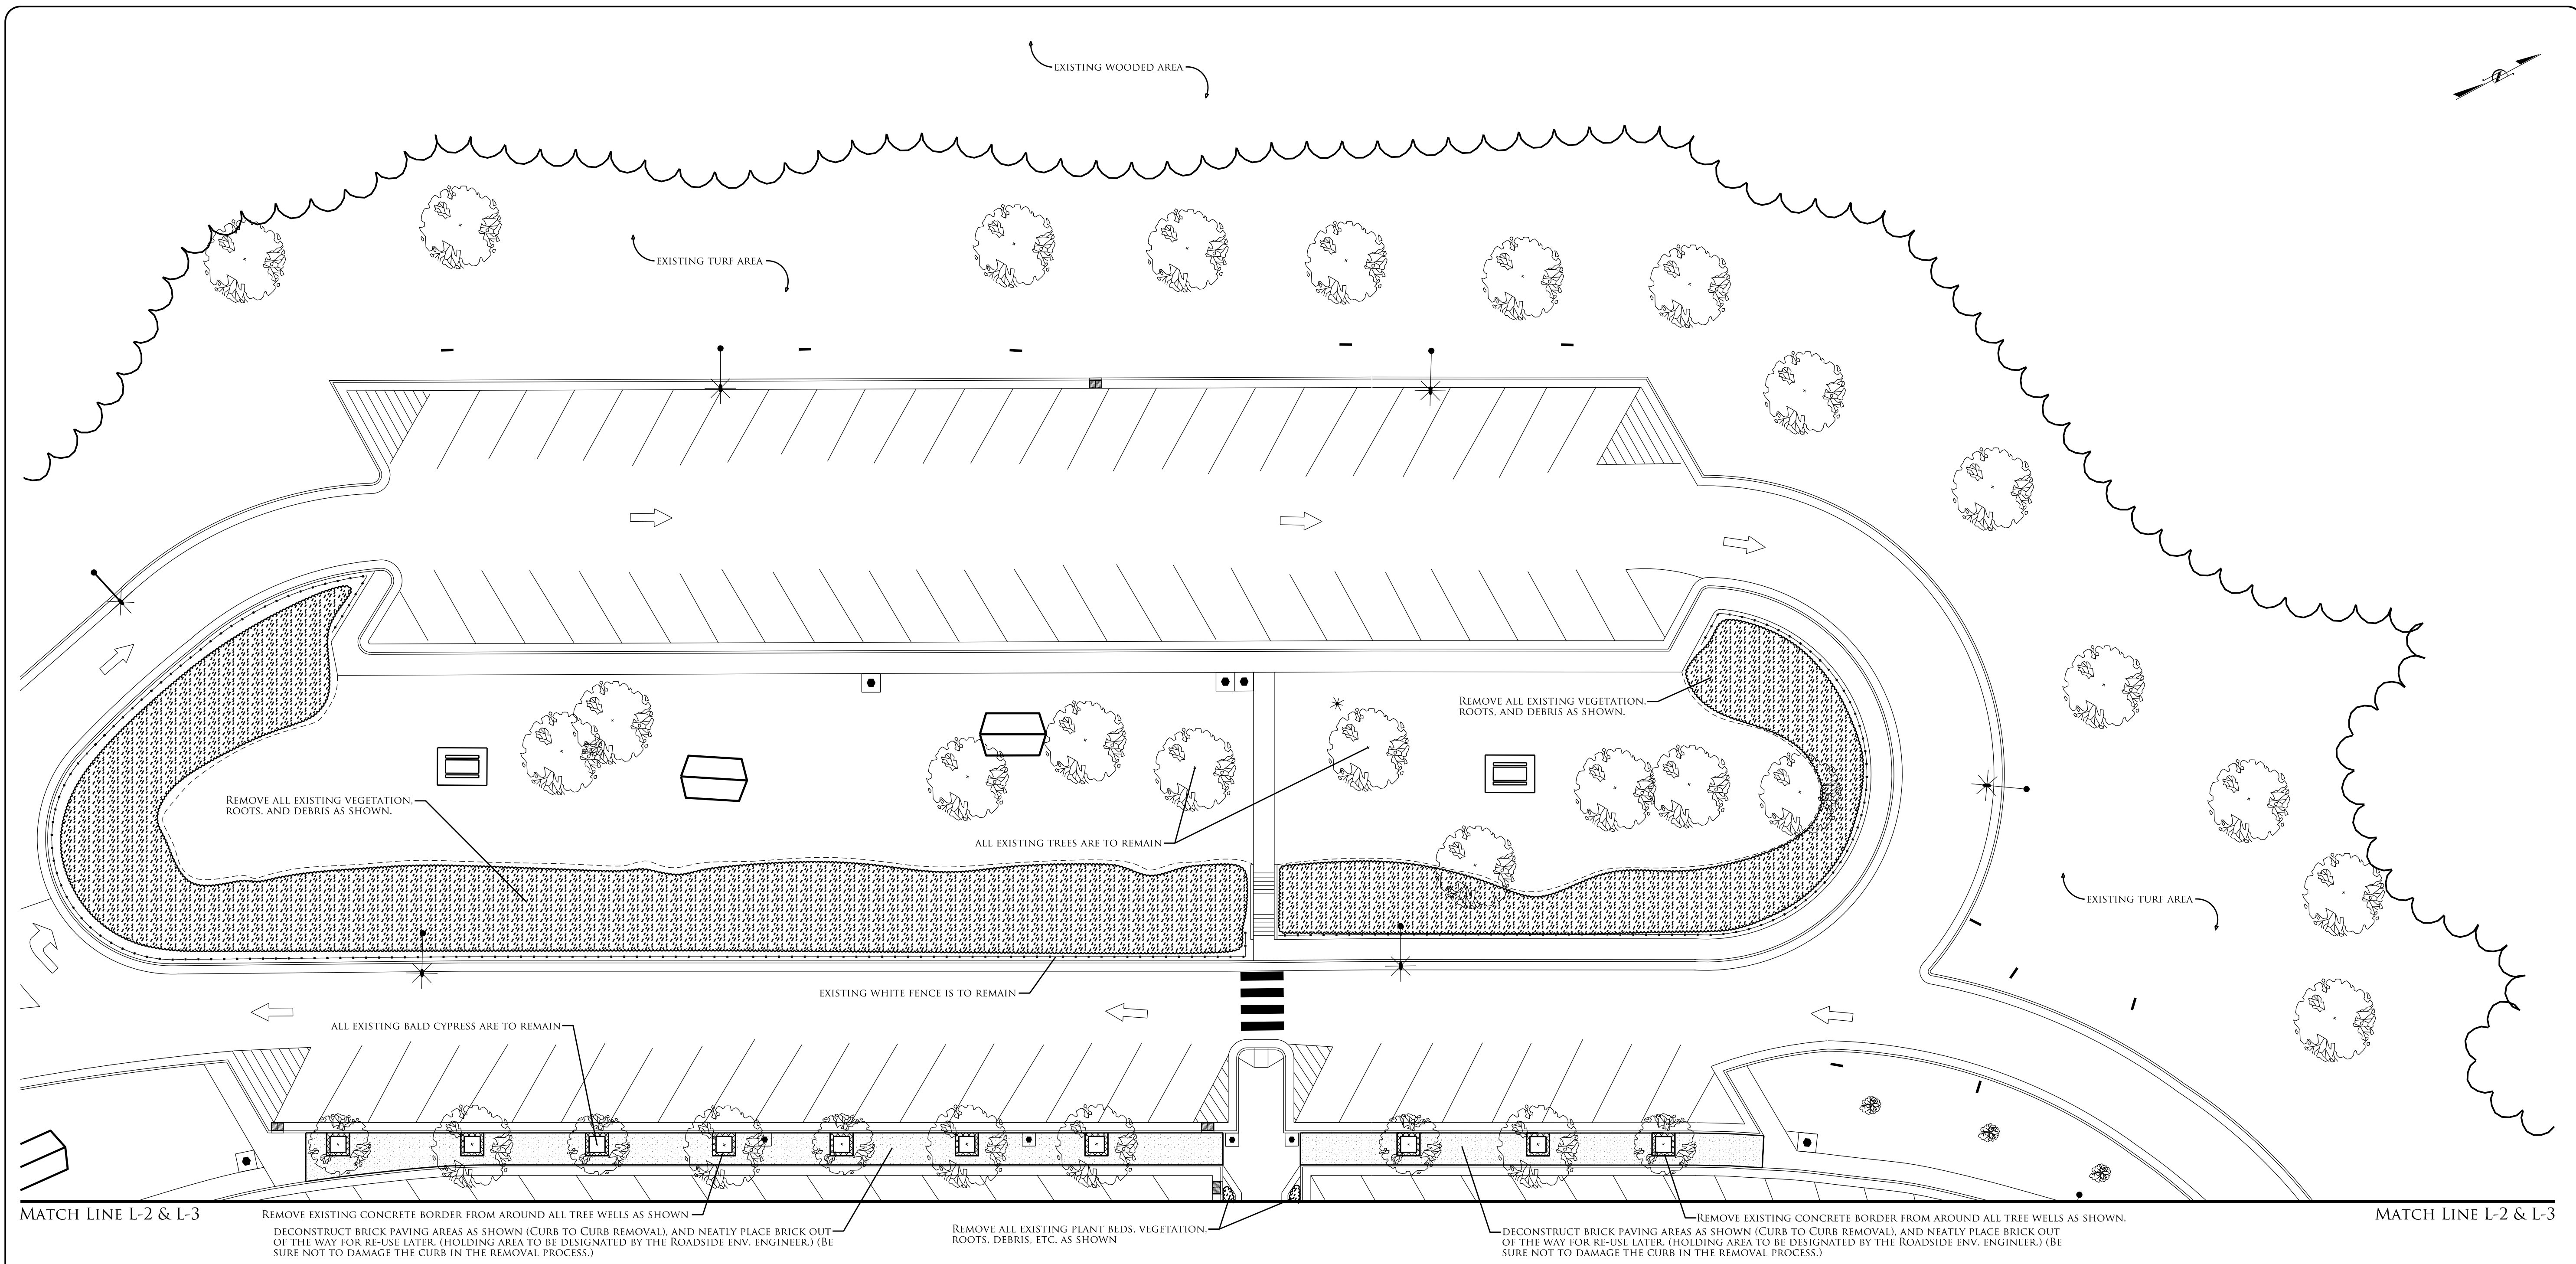 EXISTING WOODED AREA
EXISTING TURF AREA
REMOVE ALL EXISTING VEGETATION,
ROOTS, AND DEBRIS AS SHOWN.
REMOVE ALL EXISTING VEGETATION,
ROOTS, AND DEBRIS AS SHOWN.
ALL EXISTING TREES ARE TO REMAIN
EXISTING TURF AREA
EXISTING WHITE FENCE IS TO REMAIN
ALL EXISTING BALD CYPRESS ARE TO REMAIN
MATCH LINE L-2 & L-3
REMOVE EXISTING CONCRETE BORDER FROM AROUND ALL TREE WELLS AS SHOWN
DECONSTRUCT BRICK PAVING AREAS AS SHOWN (CURB TO CURB REMOVAL), AND NEATLY PLACE BRICK OUT
OF THE WAY FOR RE-USE LATER. (HOLDING AREA TO BE DESIGNATED BY THE ROADSIDE ENV. ENGINEER.) (BE
SURE NOT TO DAMAGE THE CURB IN THE REMOVAL PROCESS.)
REMOVE ALL EXISTING PLANT BEDS, VEGETATION,
ROOTS, DEBRIS, ETC. AS SHOWN
REMOVE EXISTING CONCRETE BORDER FROM AROUND ALL TREE WELLS AS SHOWN.
DECONSTRUCT BRICK PAVING AREAS AS SHOWN (CURB TO CURB REMOVAL), AND NEATLY PLACE BRICK OUT
OF THE WAY FOR RE-USE LATER. (HOLDING AREA TO BE DESIGNATED BY THE ROADSIDE ENV. ENGINEER.) (BE
SURE NOT TO DAMAGE THE CURB IN THE REMOVAL PROCESS.)
MATCH LINE L-2 & L-3